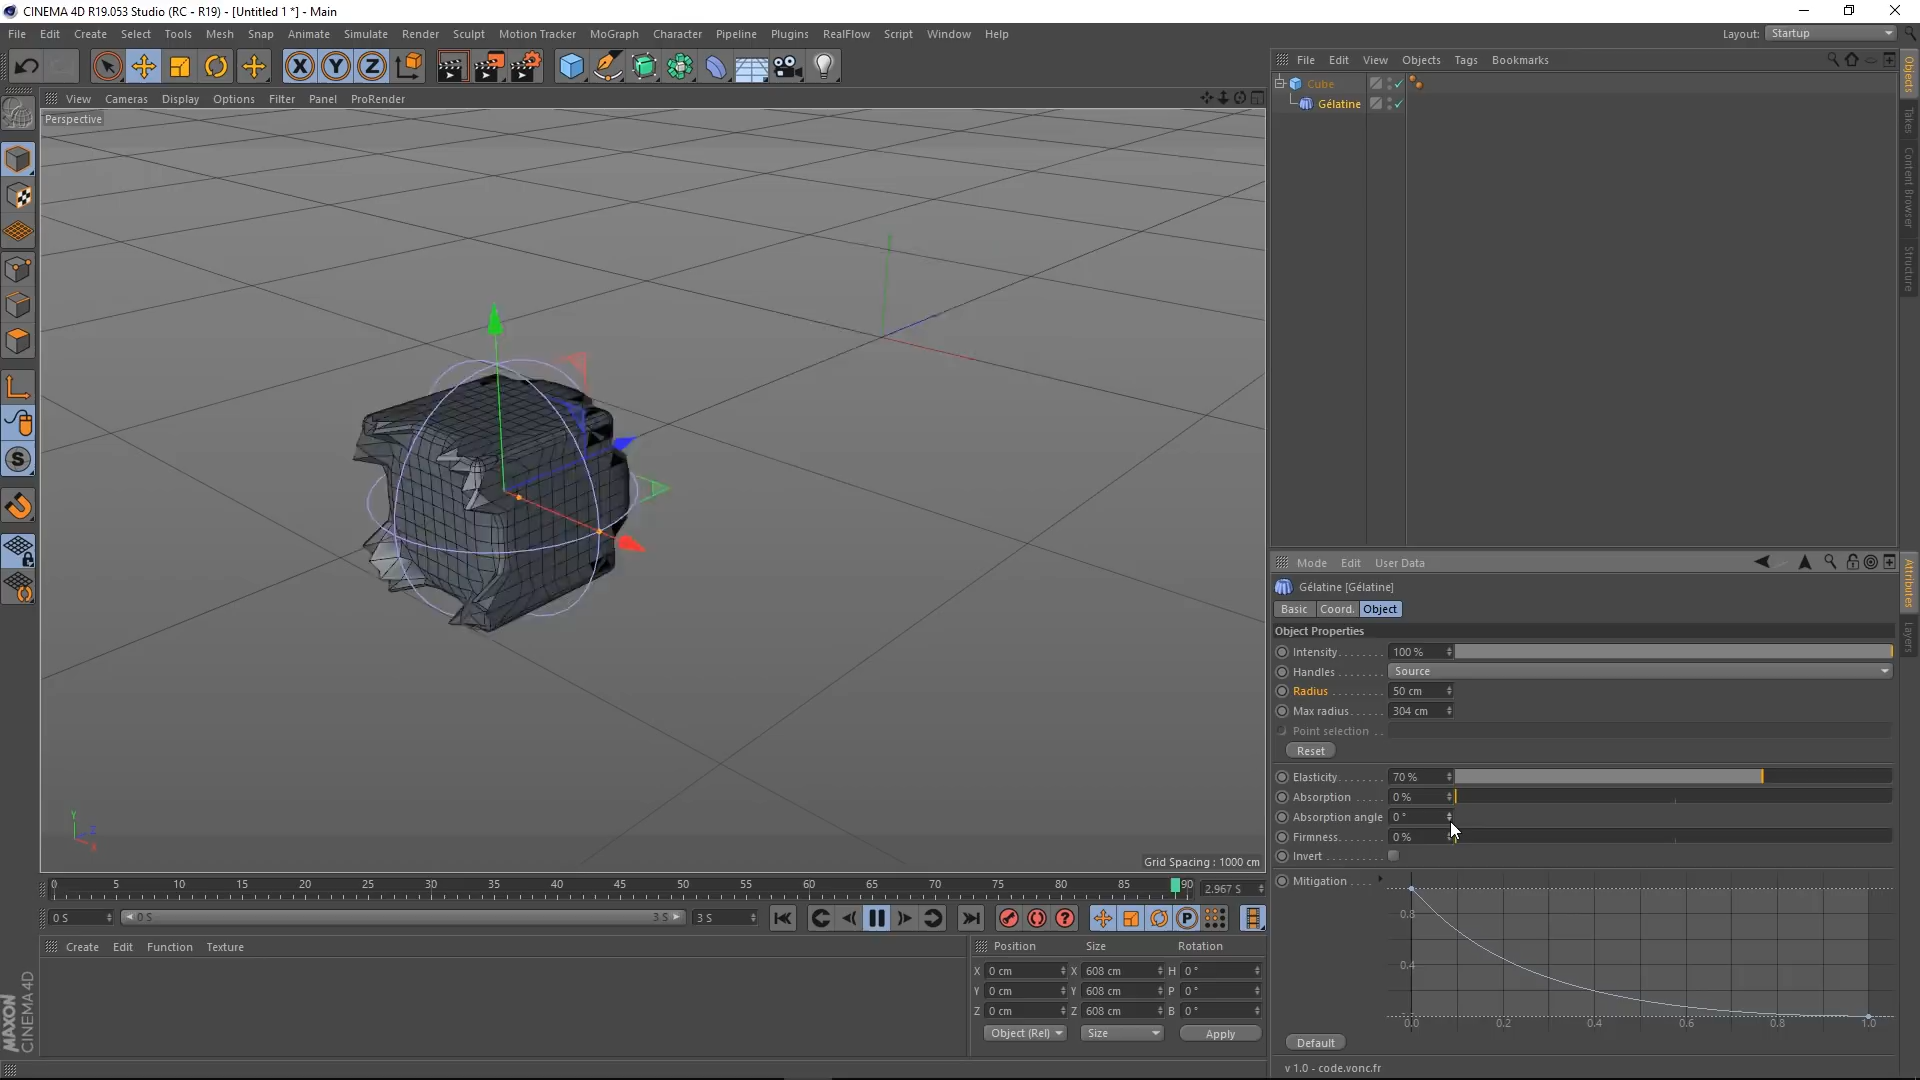 CINEMA 4D R19.053 Studio (RC - R19) - [Untitled 1 *] - Main
File Edit Create Select Tools Mesh Snap Animate Simulate Render Sculpt Motion Tracker MoGraph Character Pipeline Plugins RealFlow Script Window Help Layout: Startup
X Y Z
File Edit View Objects Tags Bookmarks
View Cameras Display Options Filter Panel ProRender
Perspective
Cube
Gélatine
Objects
Takes
Content Browser
Structure
S
Y
Z
X
Grid Spacing : 1000 cm
Mode Edit User Data
Attributes
Layers
Gélatine [Gélatine]
Basic Coord. Object
Object Properties
Intensity. . . . . . . . 100 %
Handles . . . . . . . . Source
Radius . . . . . . . . . 50 cm
Max radius. . . . . . 304 cm
Point selection . .
Reset
Elasticity. . . . . . . . 70 %
Absorption . . . . . 0 %
Absorption angle 0 °
Firmness. . . . . . . . 0 %
Invert . . . . . . . . . .
Mitigation . . . .
0.8
0.4
0.0 0.2 0.4 0.6 0.8 1.0
Default
v 1.0 - code.vonc.fr
0 5 10 15 20 25 30 35 40 45 50 55 60 65 70 75 80 85 90 2.967 S
0 S 0 S 3 S 3 S
P
Create Edit Function Texture
Position Size Rotation
X 0 cm X 608 cm H 0 °
Y 0 cm Y 608 cm P 0 °
Z 0 cm Z 608 cm B 0 °
Object (Rel) Size Apply
MAXON
CINEMA 4D